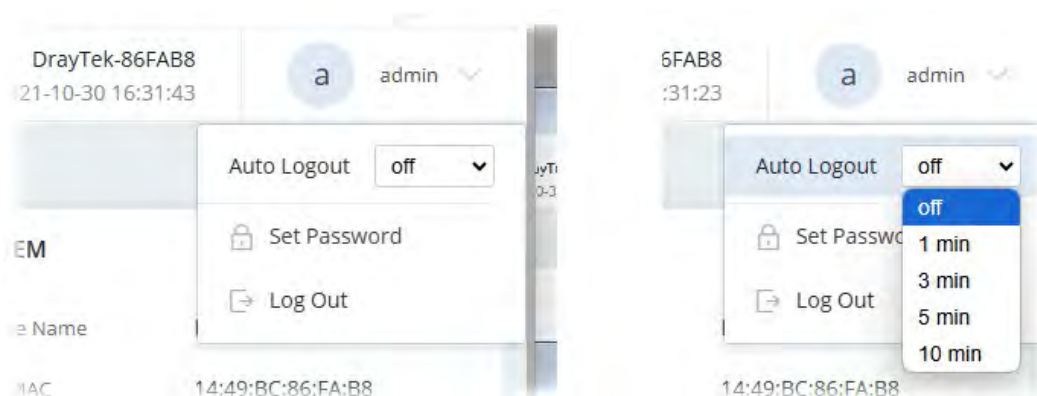 DrayTek-86FAB8
21-10-30 16:31:43
a admin
Auto Logout off
Set Password
EM
Log Out
e Name
MAC
14:49:BC:86:FA:B8
6FAB8
:31:23
a admin
Auto Logout off
off
Set Passwo
1 min
3 min
Log Out
5 min
10 min
14:49:BC:86:FA:B8